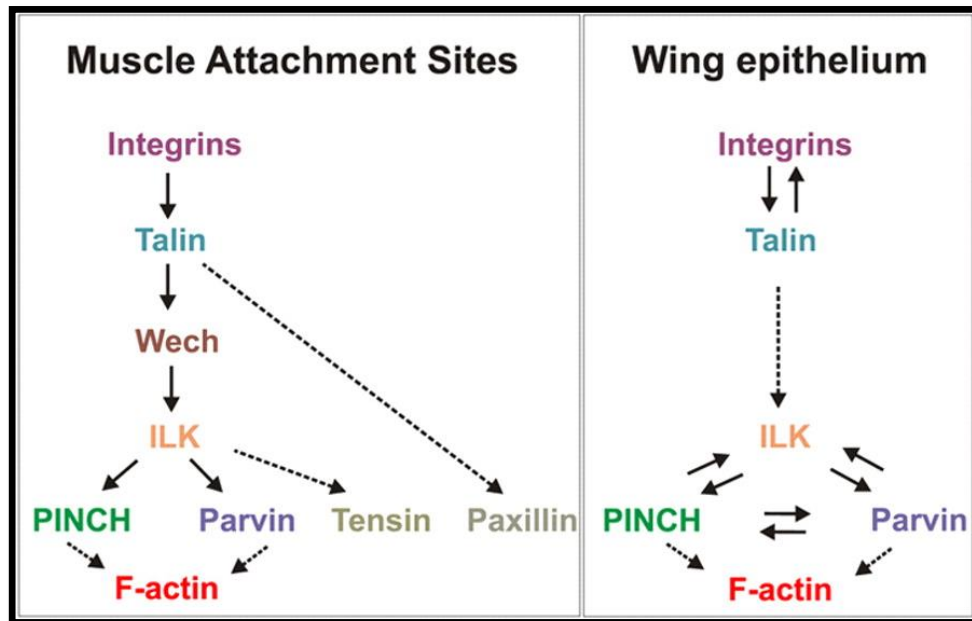 Muscle Attachment Sites
Integrins
Talin
Wech
ILK
PINCH Parvin Tensin Paxillin
F-actin
Wing epithelium
Integrins
Talin
ILK
PINCH Parvin
F-actin